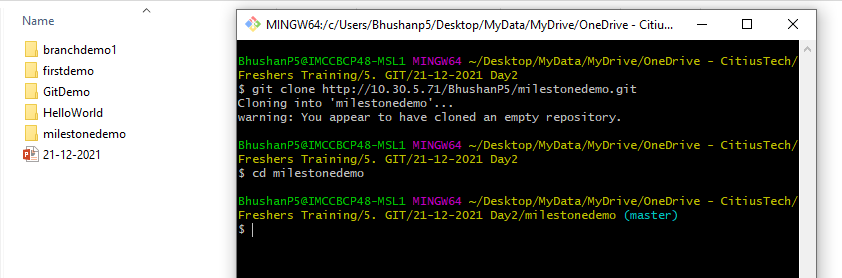 Name
branchdemo1
firstdemo
GitDemo
HelloWorld
milestonedemo
21-12-2021
MINGW64:/c/Users/Bhushanp5/Desktop/MyData/MyDrive/OneDrive - Citius...
BhushanP5@IMCCBCP48-MSL1 MINGW64 ~/Desktop/MyData/MyDrive/OneDrive - CitiusTech/
Freshers Training/5. GIT/21-12-2021 Day2
$ git clone http://10.30.5.71/BhushanP5/milestonedemo.git
Cloning into 'milestonedemo'...
warning: You appear to have cloned an empty repository.
BhushanP5@IMCCBCP48-MSL1 MINGW64 ~/Desktop/MyData/MyDrive/OneDrive - CitiusTech/
Freshers Training/5. GIT/21-12-2021 Day2
$ cd milestonedemo
BhushanP5@IMCCBCP48-MSL1 MINGW64 ~/Desktop/MyData/MyDrive/OneDrive - CitiusTech/
Freshers Training/5. GIT/21-12-2021 Day2/milestonedemo (master)
$